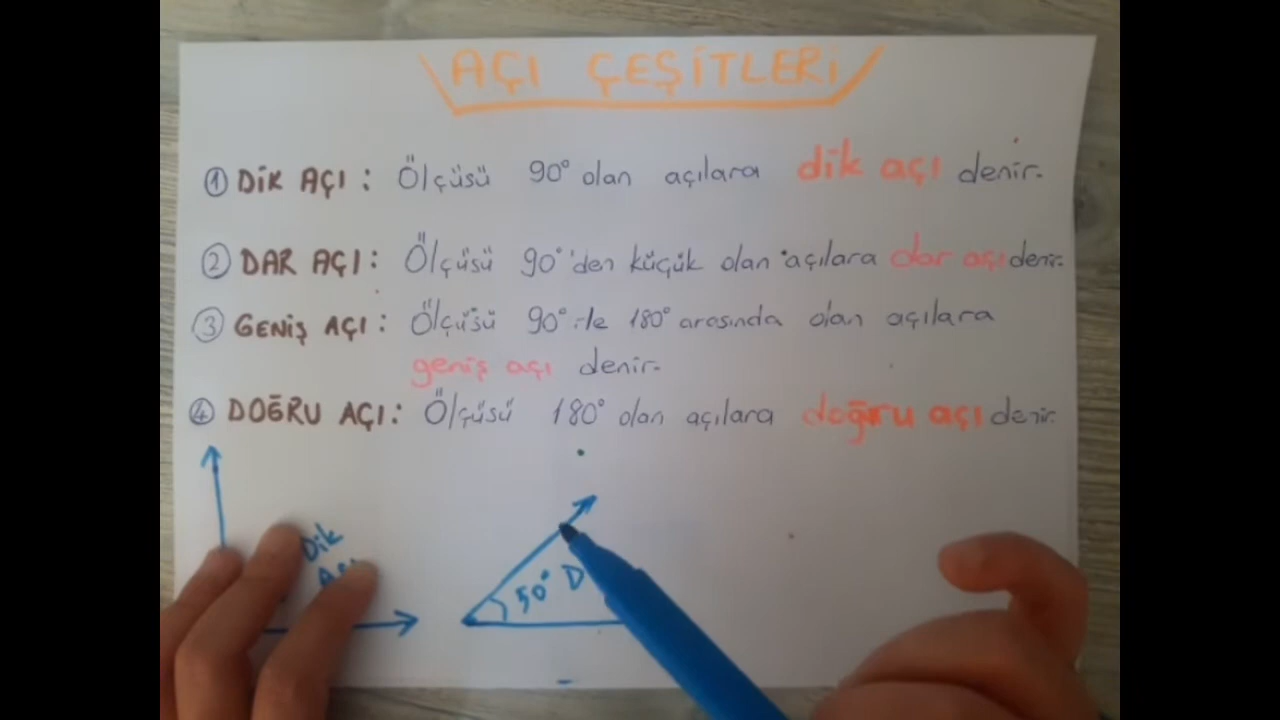 AÇI ÇEŞİTLERİ
① DİK AÇI : Ölçüsü 90° olan açılara dik açı denir.
② DAR AÇI : Ölçüsü 90°'den küçük olan açılara dar açı denir.
③ GENİŞ AÇI : Ölçüsü 90° ile 180° arasında olan açılara
geniş açı denir.
④ DOĞRU AÇI : Ölçüsü 180° olan açılara doğru açı denir.
Dik
Açı
50° D